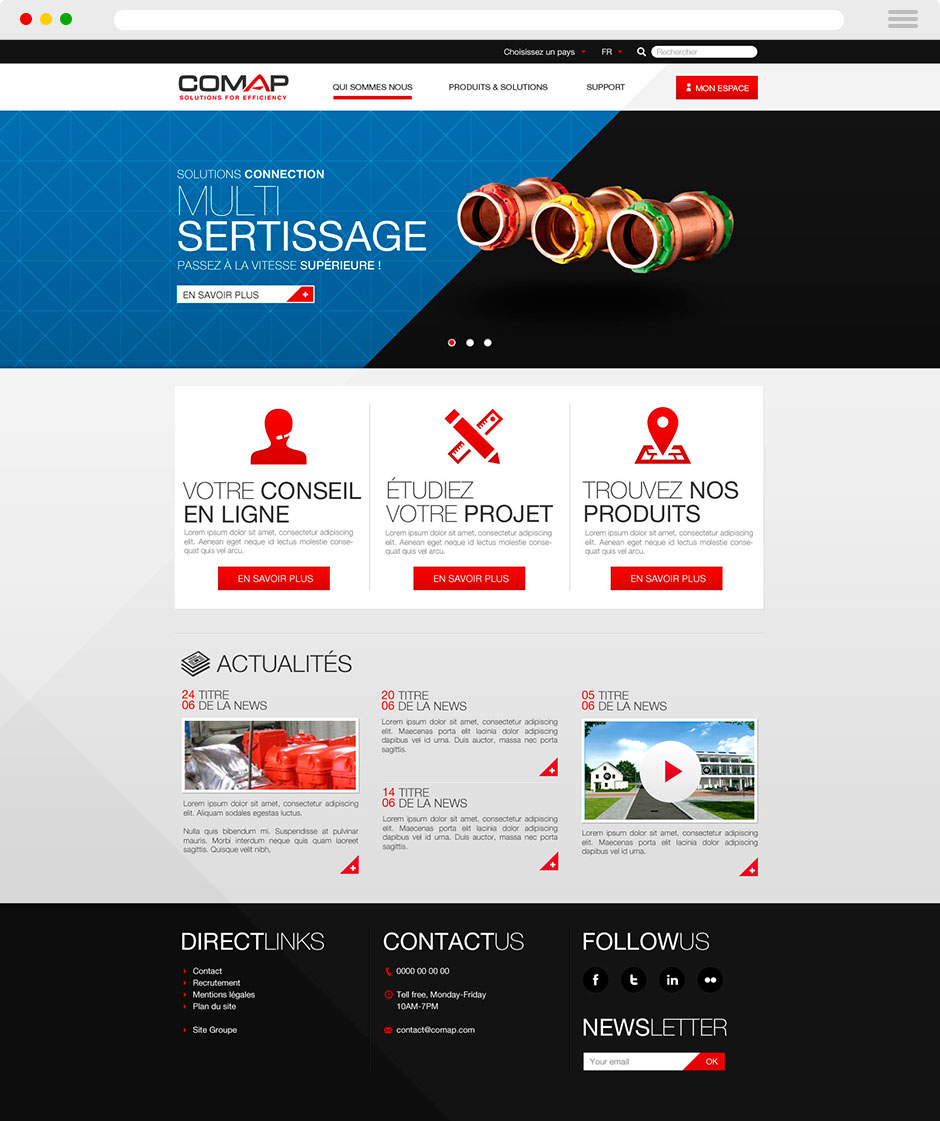 Choisissez un pays
FR
Rechercher
COMAP
SOLUTIONS FOR EFFICIENCY
QUI SOMMES NOUS
PRODUITS & SOLUTIONS
SUPPORT
MON ESPACE
SOLUTIONS CONNECTION
MULTI
SERTISSAGE
PASSEZ À LA VITESSE SUPÉRIEURE !
EN SAVOIR PLUS
VOTRE CONSEIL
EN LIGNE
Lorem ipsum dolor sit amet, consectetur adipiscing
elit. Aenean eget neque id lectus molestie conse-
quat quis vel arcu.
EN SAVOIR PLUS
ÉTUDIEZ
VOTRE PROJET
Lorem ipsum dolor sit amet, consectetur adipiscing
elit. Aenean eget neque id lectus molestie conse-
quat quis vel arcu.
EN SAVOIR PLUS
TROUVEZ NOS
PRODUITS
Lorem ipsum dolor sit amet, consectetur adipiscing
elit. Aenean eget neque id lectus molestie conse-
quat quis vel arcu.
EN SAVOIR PLUS
ACTUALITÉS
24 TITRE
06 DE LA NEWS
Lorem ipsum dolor sit amet, consectetur adipiscing
elit. Aliquam sodales egestas luctus.
Nulla quis bibendum mi. Suspendisse at pulvinar
mauris. Morbi interdum neque quis quam laoreet
sagittis. Quisque velit nibh,
20 TITRE
06 DE LA NEWS
Lorem ipsum dolor sit amet, consectetur adipiscing
elit. Maecenas porta elit lacinia dolor adipiscing
dapibus vel id urna. Duis auctor, massa nec porta
sagittis.
14 TITRE
06 DE LA NEWS
Lorem ipsum dolor sit amet, consectetur adipiscing
elit. Maecenas porta elit lacinia dolor adipiscing
dapibus vel id urna. Duis auctor, massa nec porta
sagittis.
05 TITRE
06 DE LA NEWS
Lorem ipsum dolor sit amet, consectetur adipiscing
elit. Maecenas porta elit lacinia dolor adipiscing
dapibus vel id urna.
DIRECTLINKS
Contact
Recrutement
Mentions légales
Plan du site
Site Groupe
CONTACTUS
0000 00 00 00
Tell free, Monday-Friday
10AM-7PM
contact@comap.com
FOLLOWUS
NEWSLETTER
Your email
OK